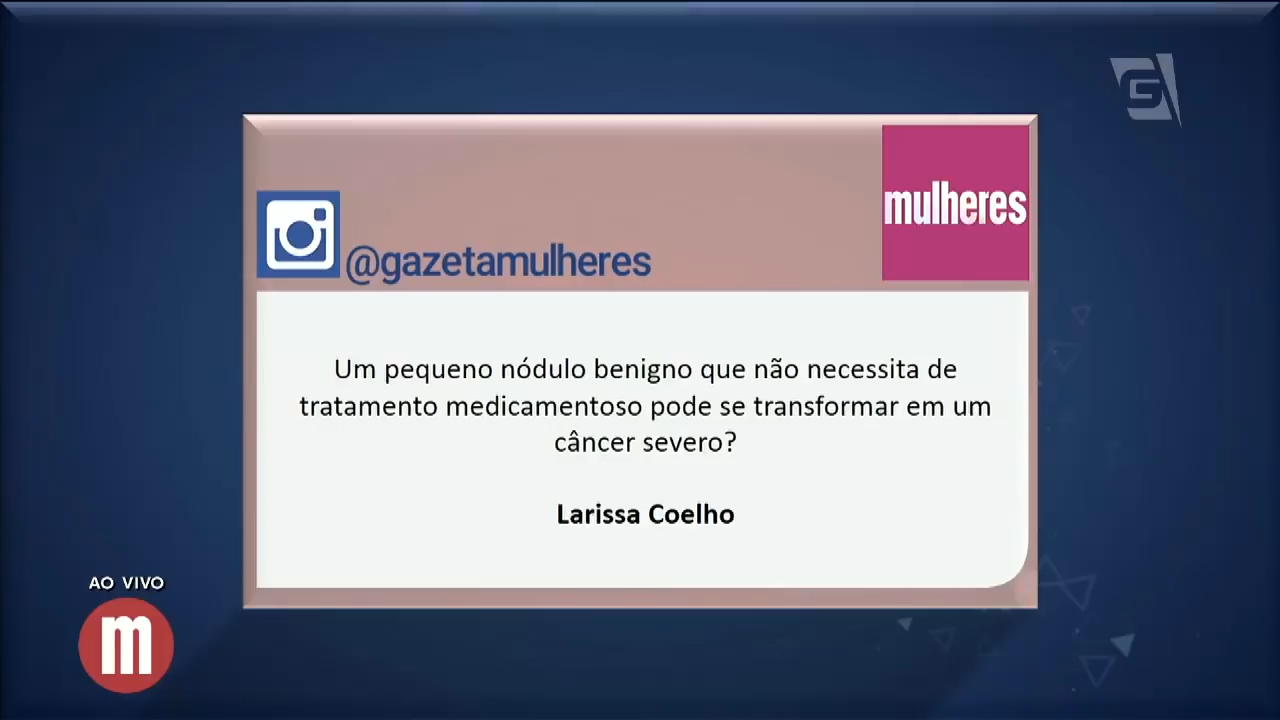 mulheres
@gazetamulheres
Um pequeno nódulo benigno que não necessita de
tratamento medicamentoso pode se transformar em um
câncer severo?
Larissa Coelho
AO VIVO
m
G